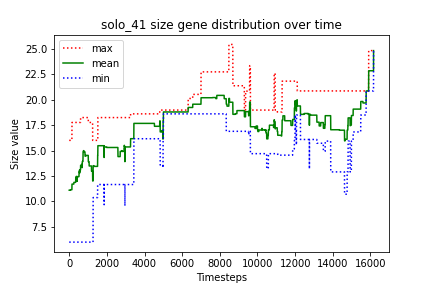 solo_41 size gene distribution over time
max
mean
min
Size value
25.0
22.5
20.0
17.5
15.0
12.5
10.0
7.5
0 2000 4000 6000 8000 10000 12000 14000 16000
Timesteps